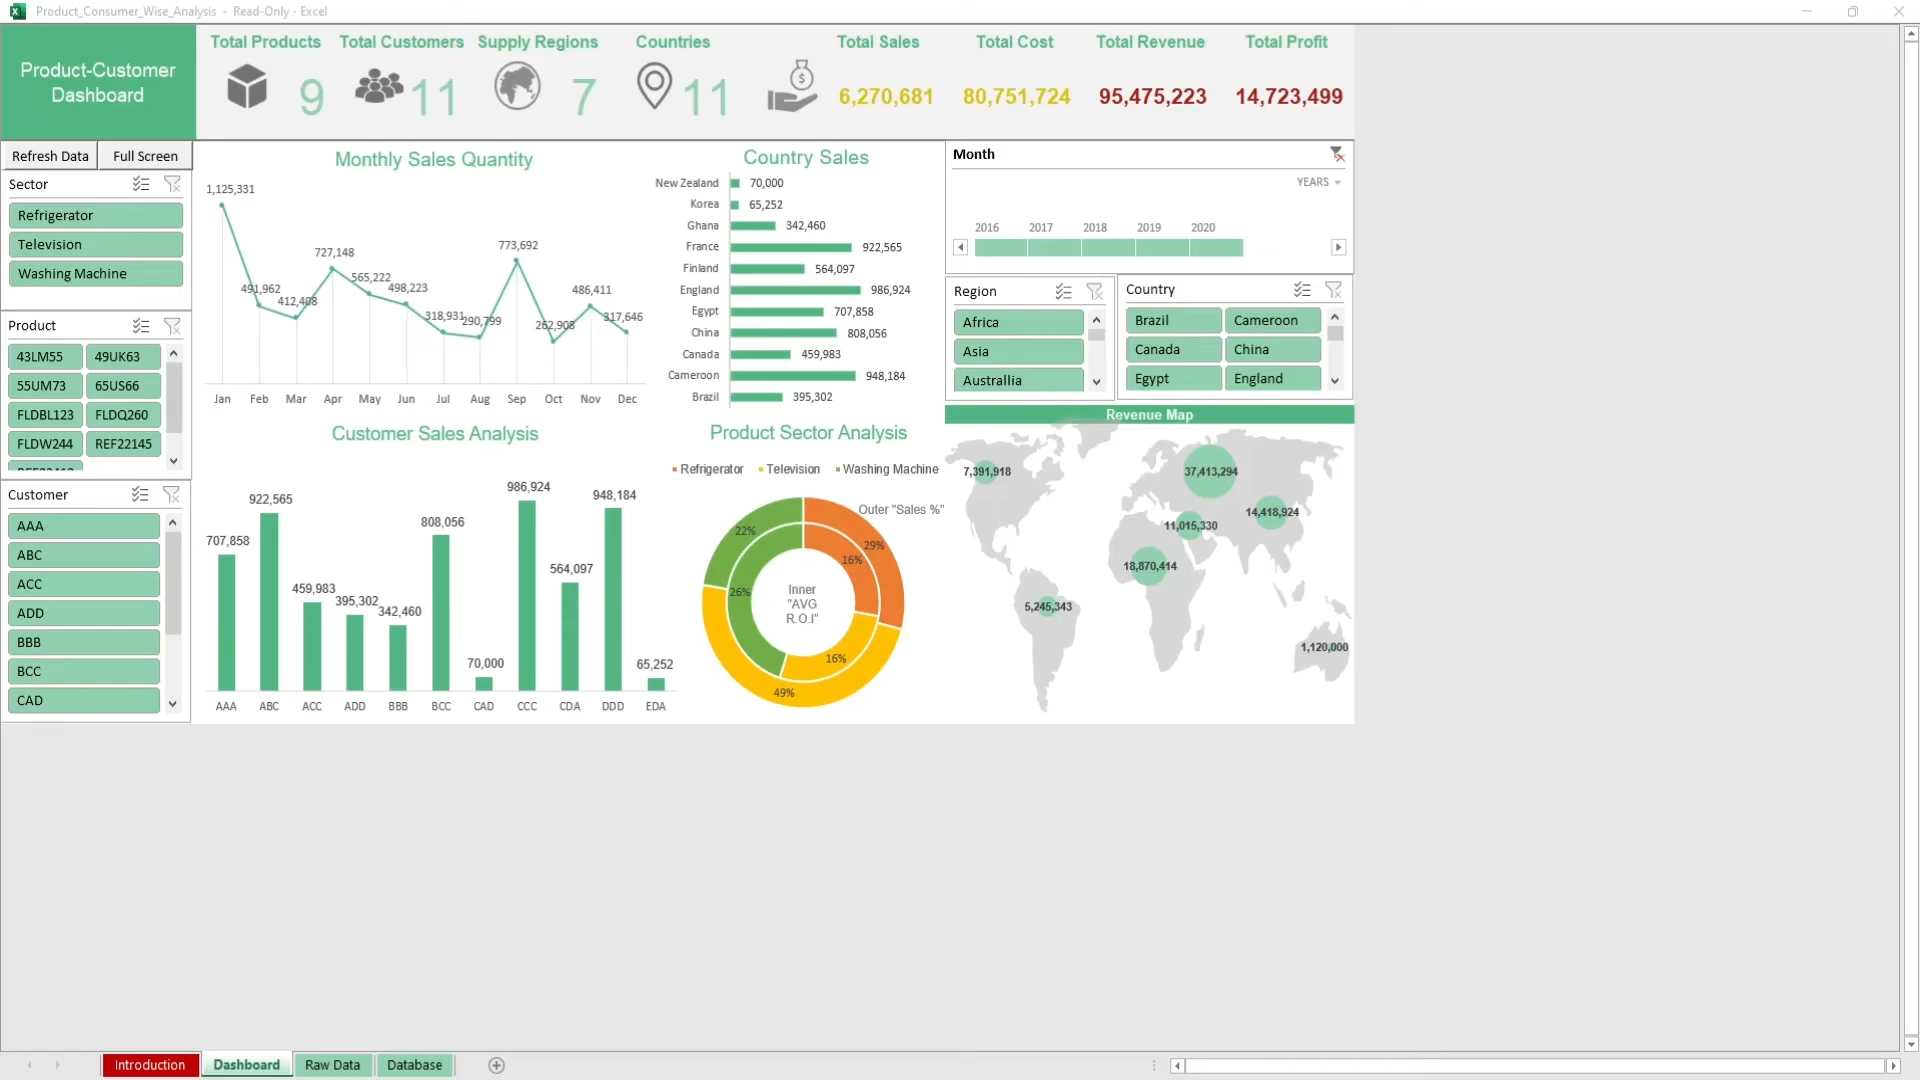 Product_Consumer_Wise_Analysis - Read-Only - Excel
Product-Customer
Dashboard
Total Products
9
Total Customers
11
Supply Regions
7
Countries
11
Total Sales
6,270,681
Total Cost
80,751,724
Total Revenue
95,475,223
Total Profit
14,723,499
Refresh Data
Full Screen
Sector
Refrigerator
Television
Washing Machine
Product
43LM55 49UK63
55UM73 65US66
FLDBL123 FLDQ260
FLDW244 REF22145
Customer
AAA
ABC
ACC
ADD
BBB
BCC
CAD
Monthly Sales Quantity
1,125,331
491,962
412,408
727,148
565,222
498,223
318,931
290,799
773,692
262,908
486,411
317,646
Jan Feb Mar Apr May Jun Jul Aug Sep Oct Nov Dec
Country Sales
New Zealand 70,000
Korea 65,252
Ghana 342,460
France 922,565
Finland 564,097
England 986,924
Egypt 707,858
China 808,056
Canada 459,983
Cameroon 948,184
Brazil 395,302
Month
YEARS
2016 2017 2018 2019 2020
Region
Africa
Asia
Australlia
Country
Brazil Cameroon
Canada China
Egypt England
Customer Sales Analysis
707,858
922,565
459,983
395,302
342,460
808,056
70,000
986,924
564,097
948,184
65,252
AAA ABC ACC ADD BBB BCC CAD CCC CDA DDD EDA
Product Sector Analysis
Refrigerator Television Washing Machine
Outer "Sales %"
22%
29%
16%
26%
16%
49%
Inner
"AVG
R.O.I"
Revenue Map
7,391,918
37,413,294
14,418,924
11,015,330
18,870,414
5,245,343
1,120,000
Introduction Dashboard Raw Data Database